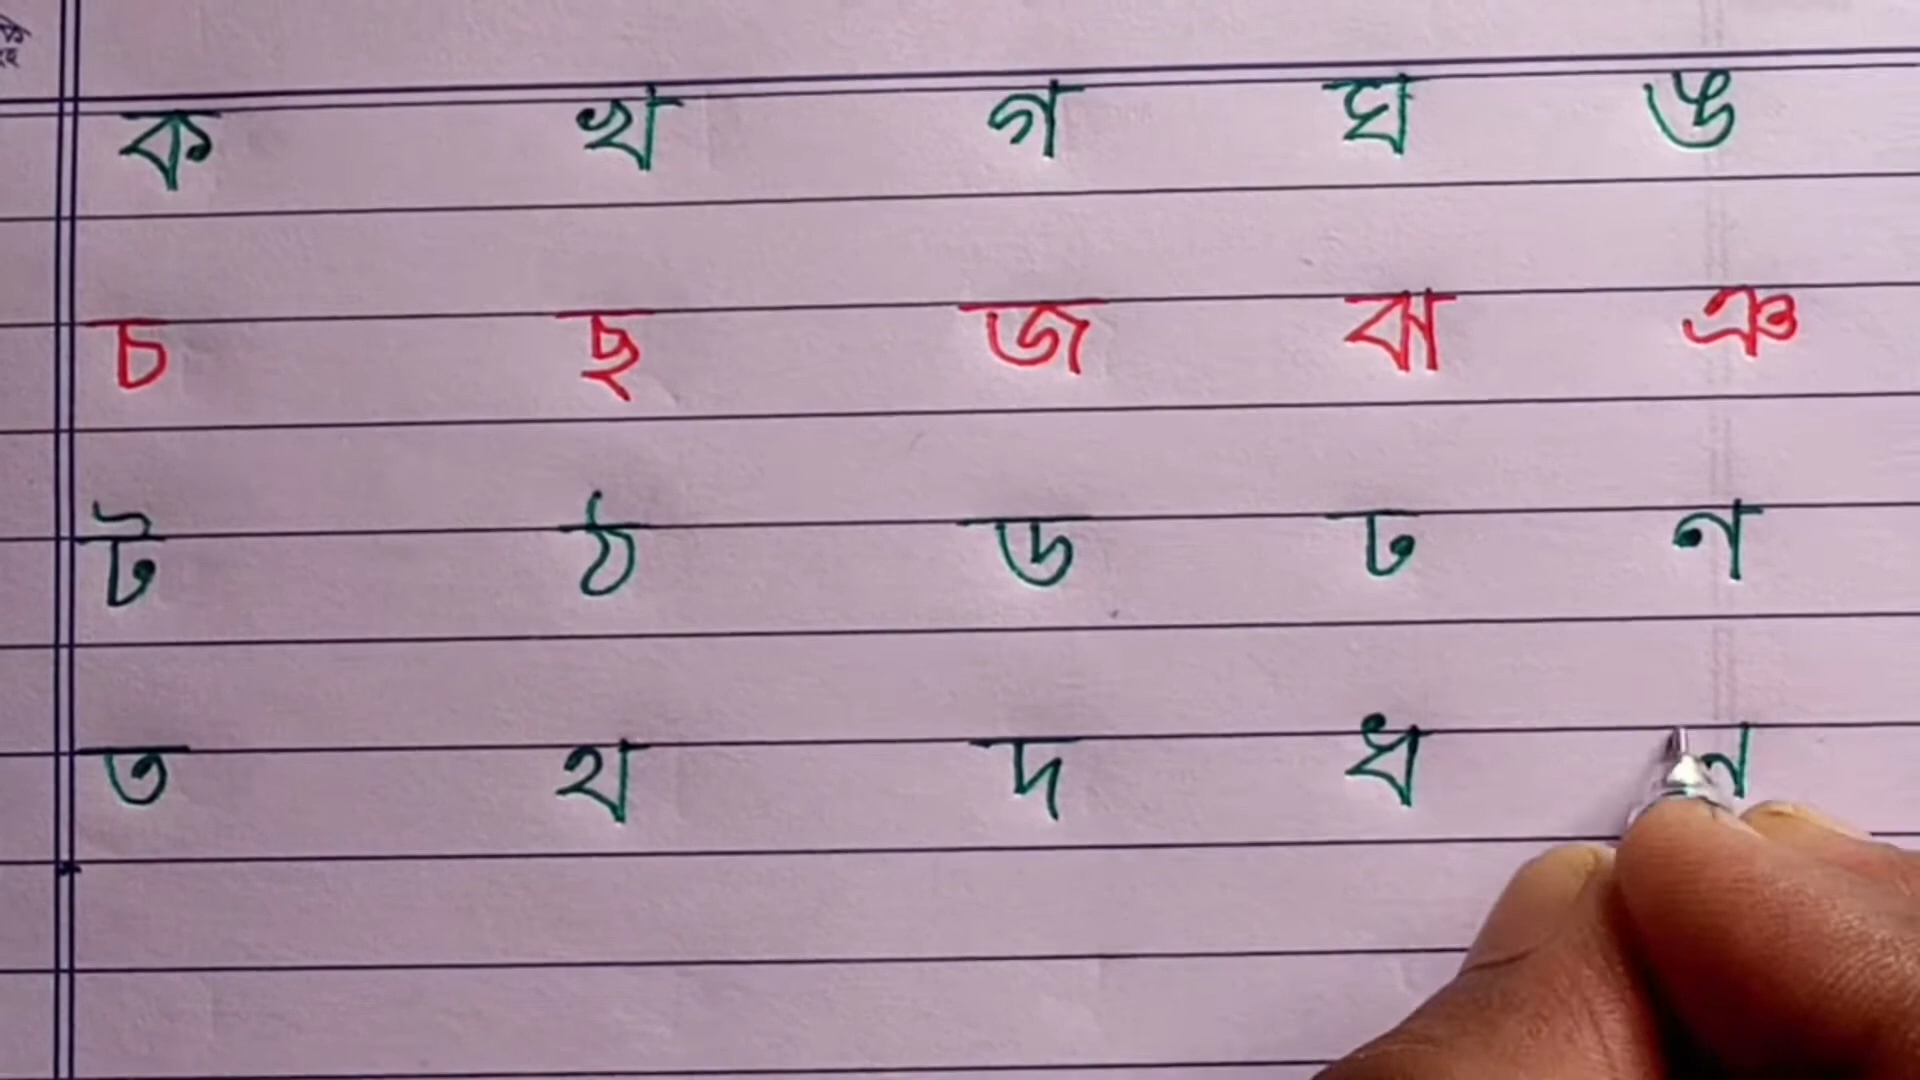 ক খ গ ঘ ঙ
চ ছ জ ঝ ঞ
ট ঠ ড ঢ ণ
ত থ দ ধ ন